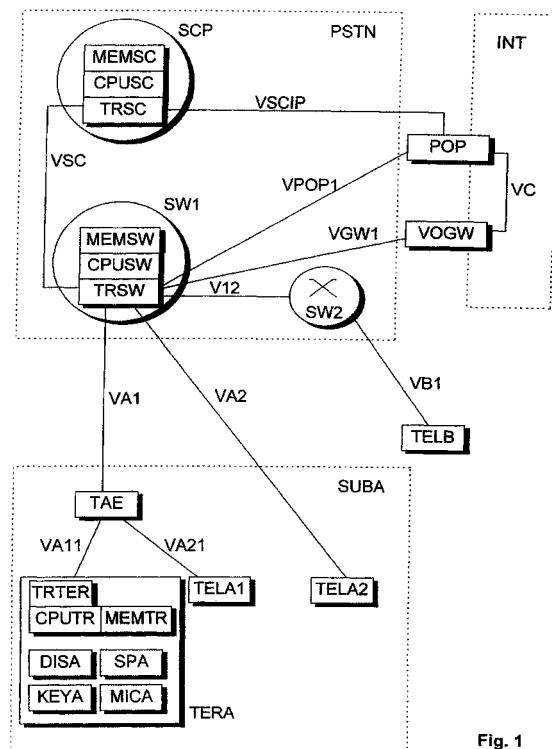 SCP
PSTN
INT
MEMSC
CPUSC
TRSC
VSCIP
VSC
POP
VPOP1
VC
SW1
VGW1
VOGW
MEMSW
CPUSW
TRSW
V12
SW2
VA1
VA2
VB1
TELB
SUBA
TAE
VA11
VA21
TRTER
TELA1
TELA2
CPUTR MEMTR
DISA SPA
KEYA MICA
TERA
Fig. 1